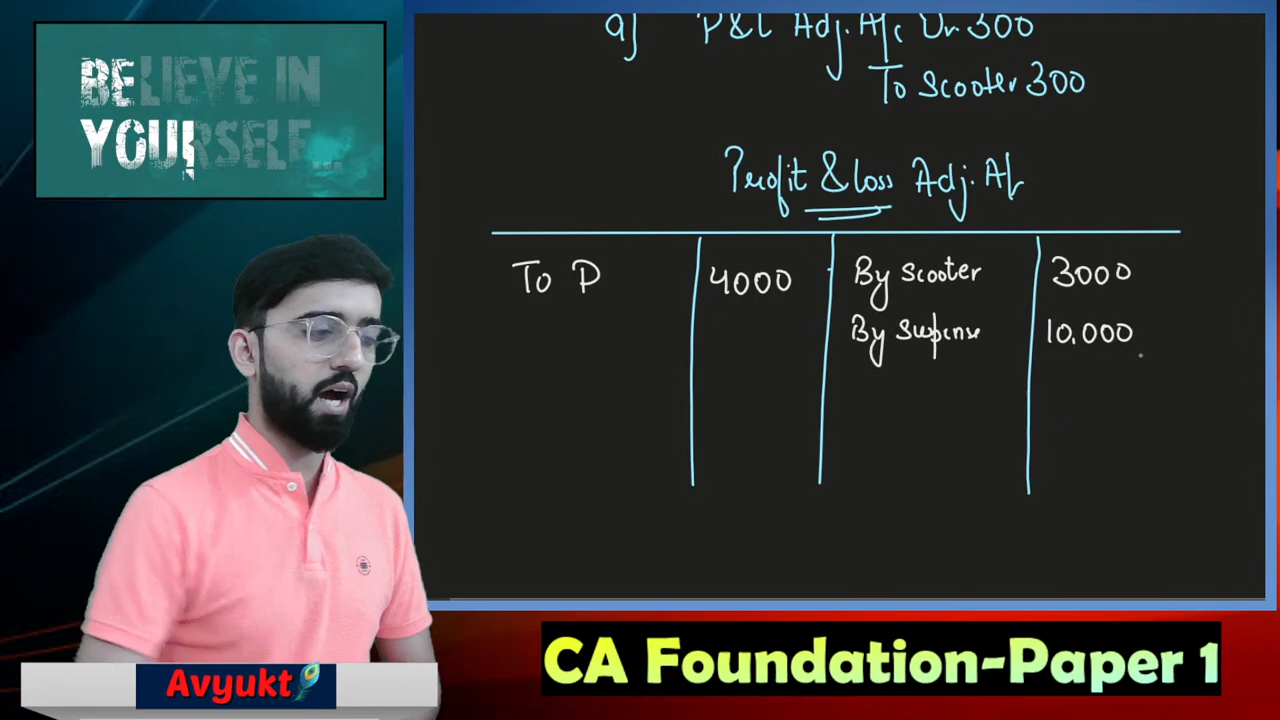 BELIEVE IN
YOURSELF...
a) P&L Adj. A/c Dr 300
To Scooter 300
Profit & loss Adj. A/c
To P 4000 By scooter 3000
By Suspense 10,000
Avyukt
CA Foundation-Paper 1